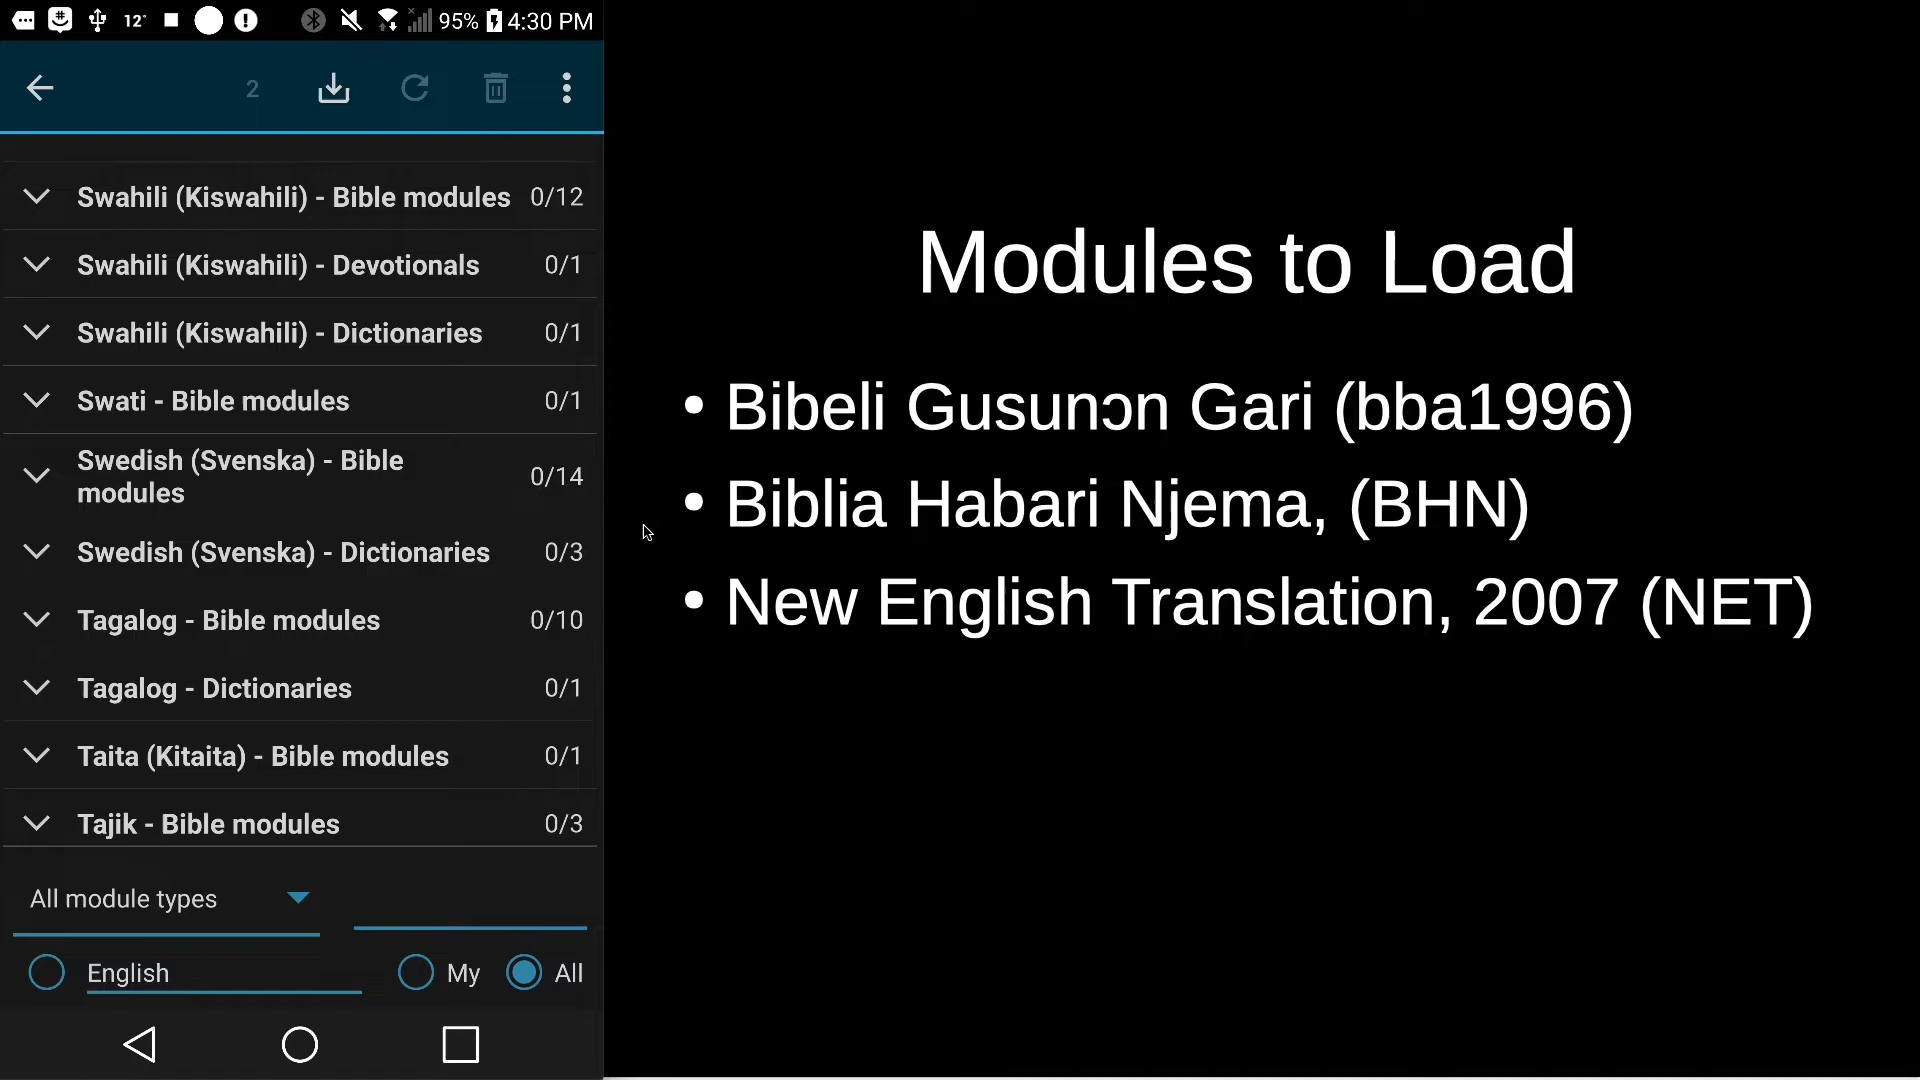 12°
95%
4:30 PM
2
Swahili (Kiswahili) - Bible modules 0/12
Swahili (Kiswahili) - Devotionals 0/1
Swahili (Kiswahili) - Dictionaries 0/1
Swati - Bible modules 0/1
Swedish (Svenska) - Bible
modules 0/14
Swedish (Svenska) - Dictionaries 0/3
Tagalog - Bible modules 0/10
Tagalog - Dictionaries 0/1
Taita (Kitaita) - Bible modules 0/1
Tajik - Bible modules 0/3
All module types
English
My
All
Modules to Load
• Bibeli Gusunɔn Gari (bba1996)
• Biblia Habari Njema, (BHN)
• New English Translation, 2007 (NET)